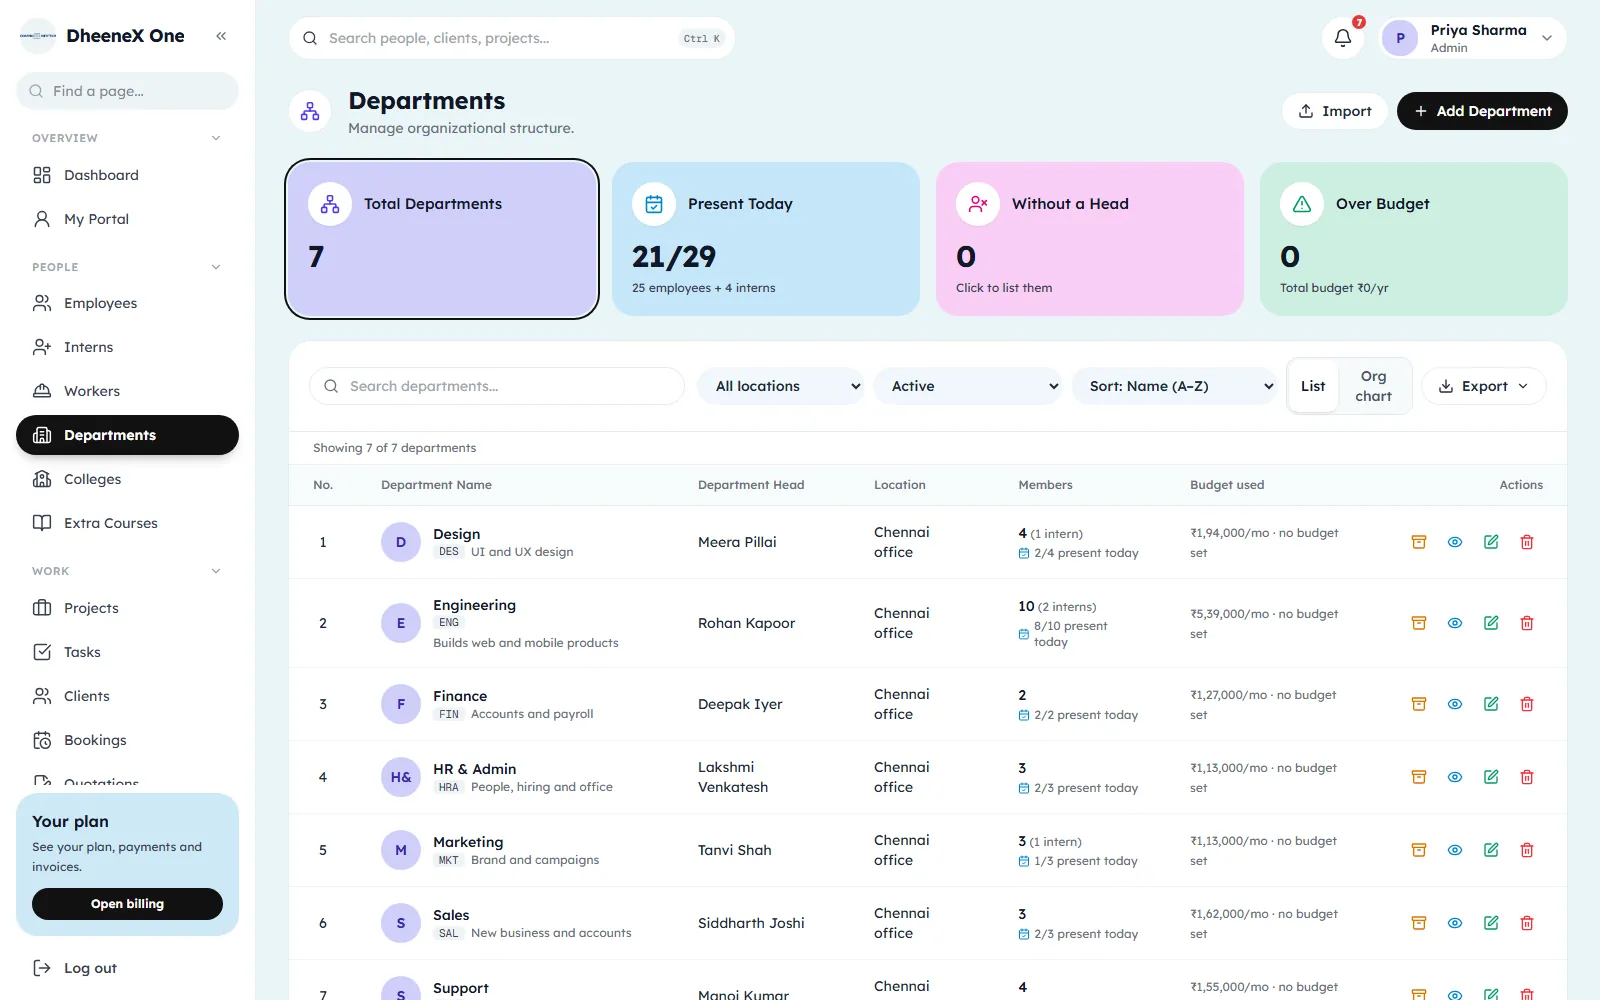 DheeneX One
Search people, clients, projects...
Ctrl K
7
P
Priya Sharma
Admin
Find a page...
OVERVIEW
Dashboard
My Portal
PEOPLE
Employees
Interns
Workers
Departments
Colleges
Extra Courses
WORK
Projects
Tasks
Clients
Bookings
Quotations
Your plan
See your plan, payments and
invoices.
Open billing
Log out
Departments
Manage organizational structure.
Import
Add Department
Total Departments
7
Present Today
21/29
25 employees + 4 interns
Without a Head
0
Click to list them
Over Budget
0
Total budget ₹0/yr
Search departments...
All locations
Active
Sort: Name (A–Z)
List
Org
chart
Export
Showing 7 of 7 departments
No. Department Name Department Head Location Members Budget used Actions
1
D
Design
DES UI and UX design
Meera Pillai
Chennai
office
4 (1 intern)
2/4 present today
₹1,94,000/mo · no budget
set
2
E
Engineering
ENG
Builds web and mobile products
Rohan Kapoor
Chennai
office
10 (2 interns)
8/10 present
today
₹5,39,000/mo · no budget
set
3
F
Finance
FIN Accounts and payroll
Deepak Iyer
Chennai
office
2
2/2 present today
₹1,27,000/mo · no budget
set
4
H&
HR & Admin
HRA People, hiring and office
Lakshmi
Venkatesh
Chennai
office
3
2/3 present today
₹1,13,000/mo · no budget
set
5
M
Marketing
MKT Brand and campaigns
Tanvi Shah
Chennai
office
3 (1 intern)
1/3 present today
₹1,13,000/mo · no budget
set
6
S
Sales
SAL New business and accounts
Siddharth Joshi
Chennai
office
3
2/3 present today
₹1,62,000/mo · no budget
set
7
S
Support
Manoj Kumar
Chennai
4
₹1,55,000/mo · no budget